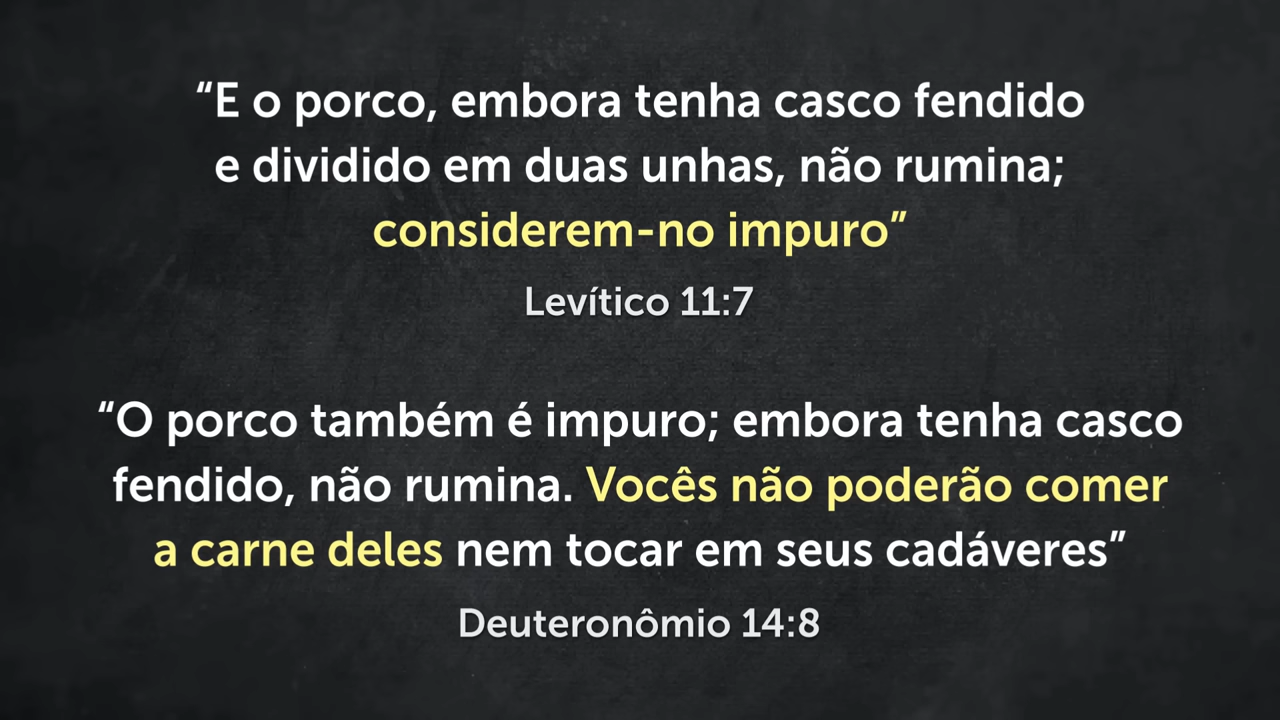 “E o porco, embora tenha casco fendido
e dividido em duas unhas, não rumina;
considerem-no impuro”
Levítico 11:7
“O porco também é impuro; embora tenha casco
fendido, não rumina. Vocês não poderão comer
a carne deles nem tocar em seus cadáveres”
Deuteronômio 14:8